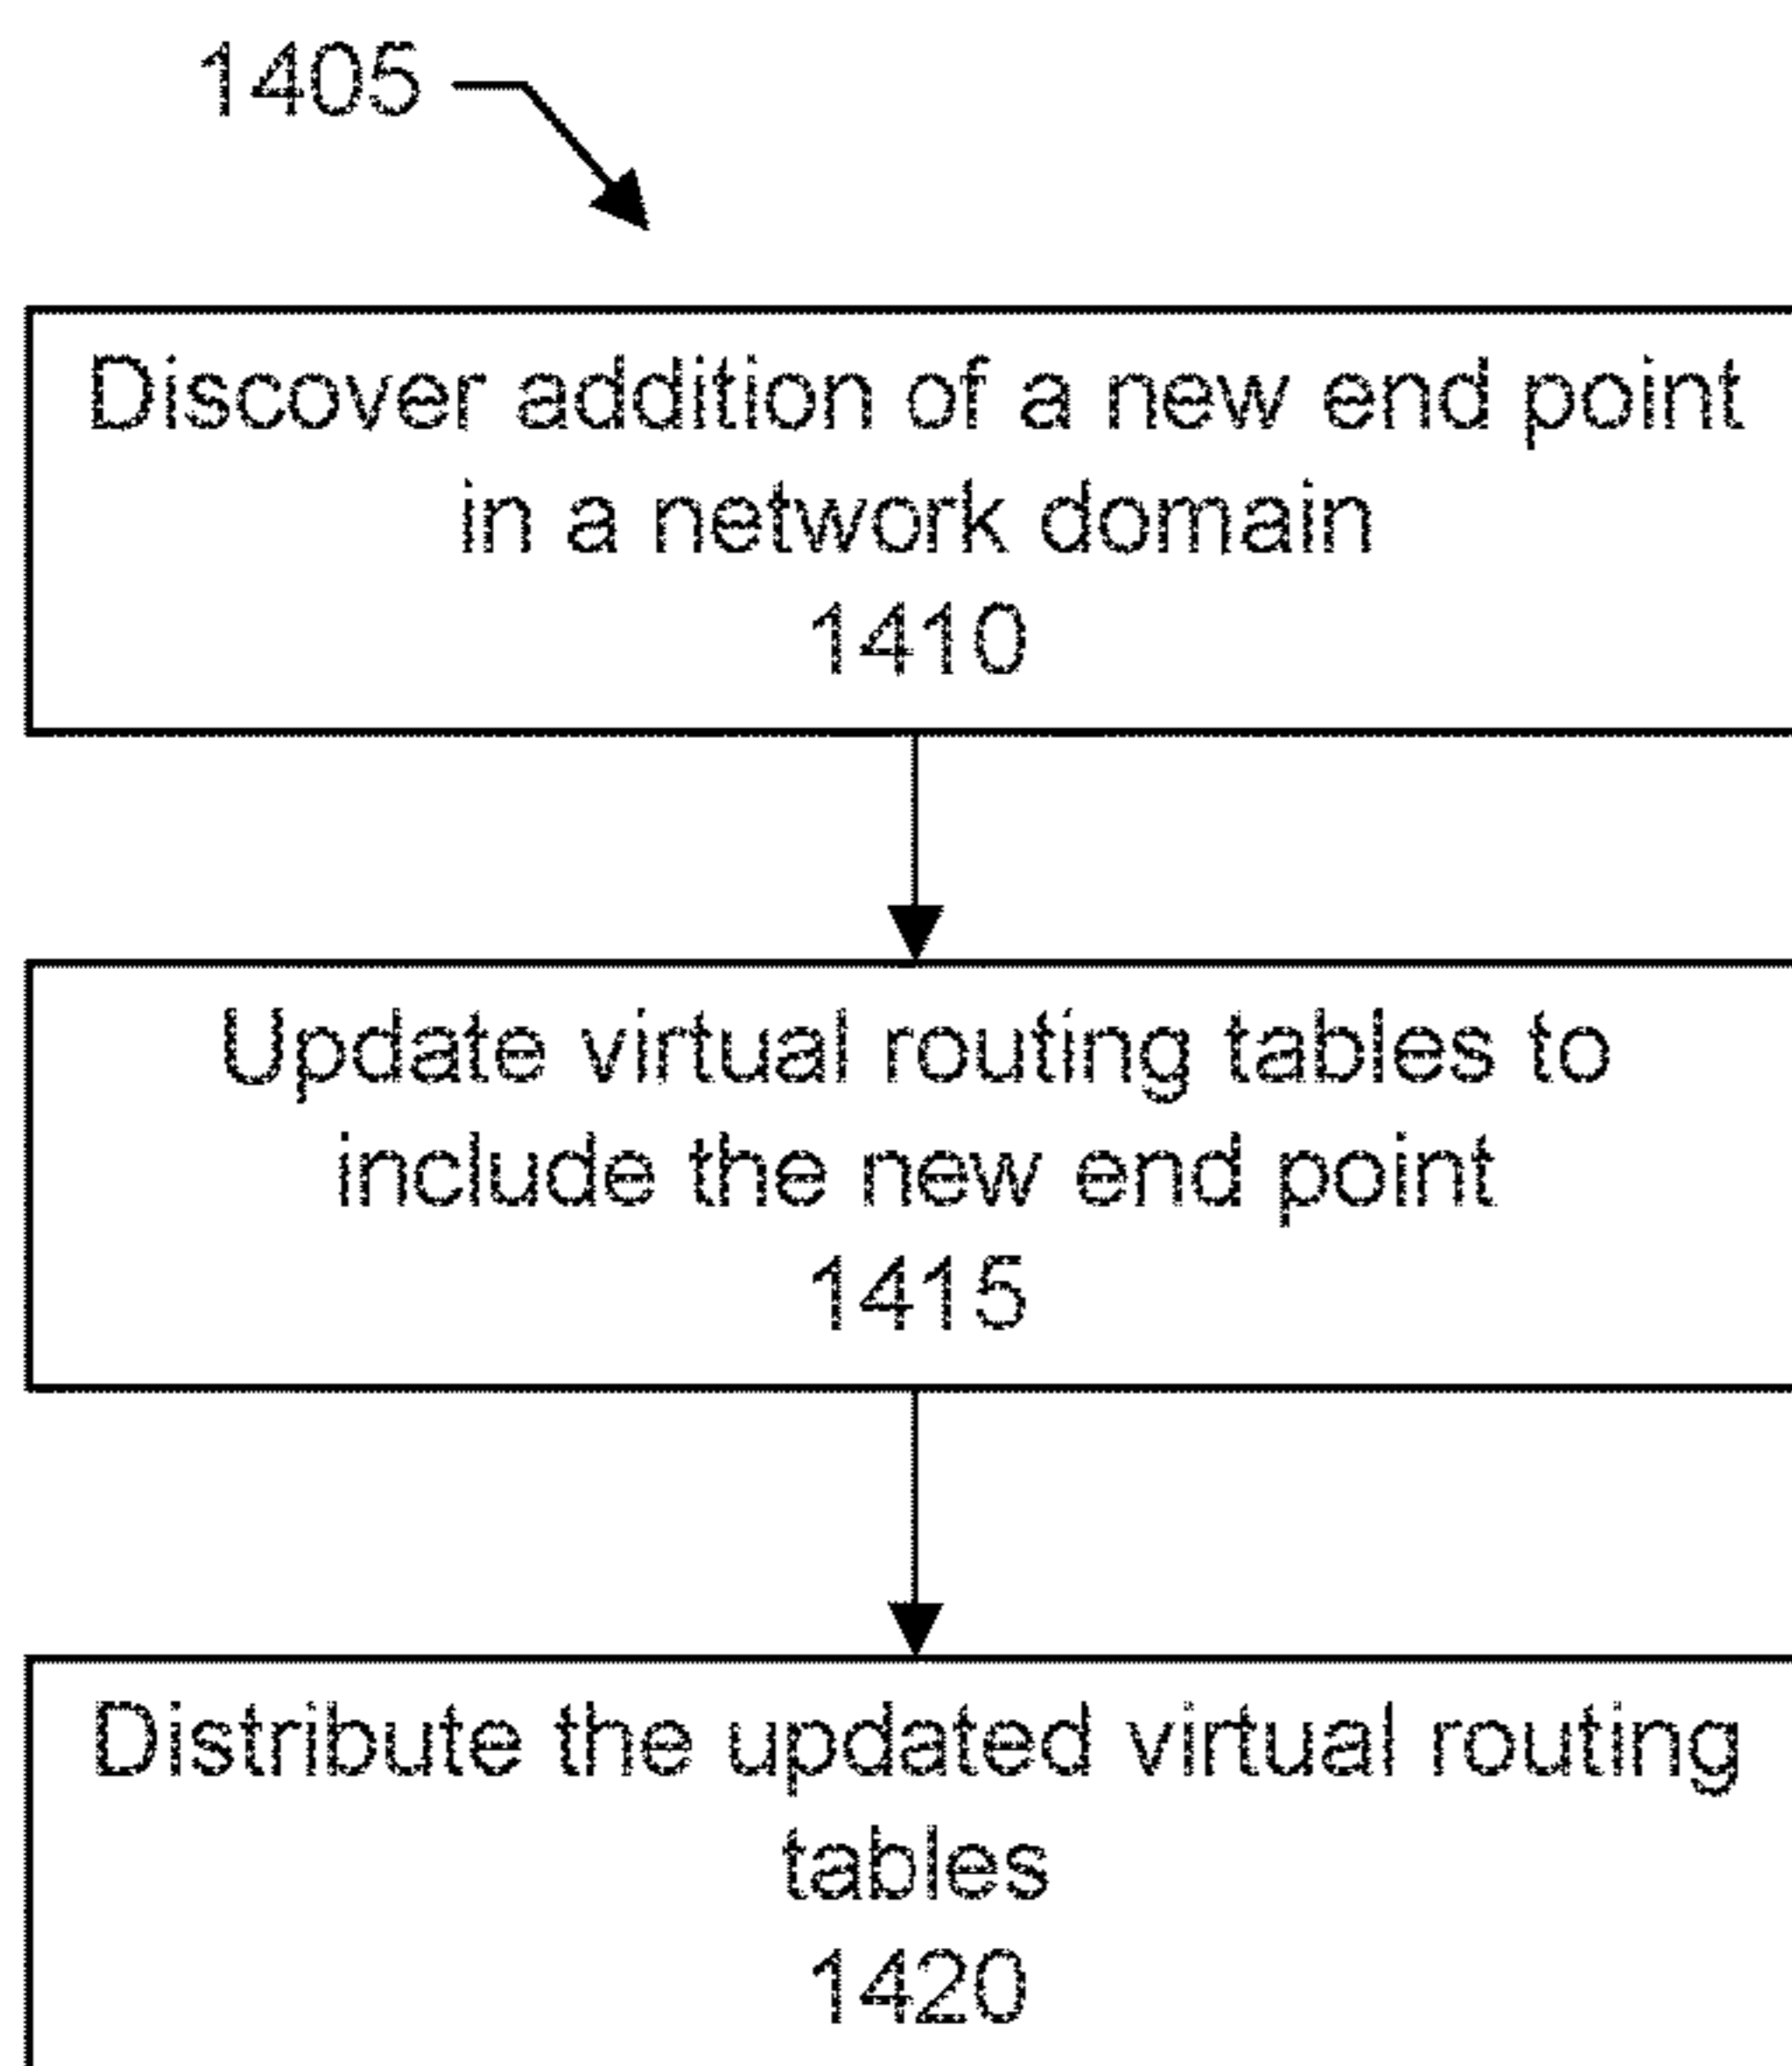 1405
Discover addition of a new end point
in a network domain
1410
Update virtual routing tables to
include the new end point
1415
Distribute the updated virtual routing
tables
1420